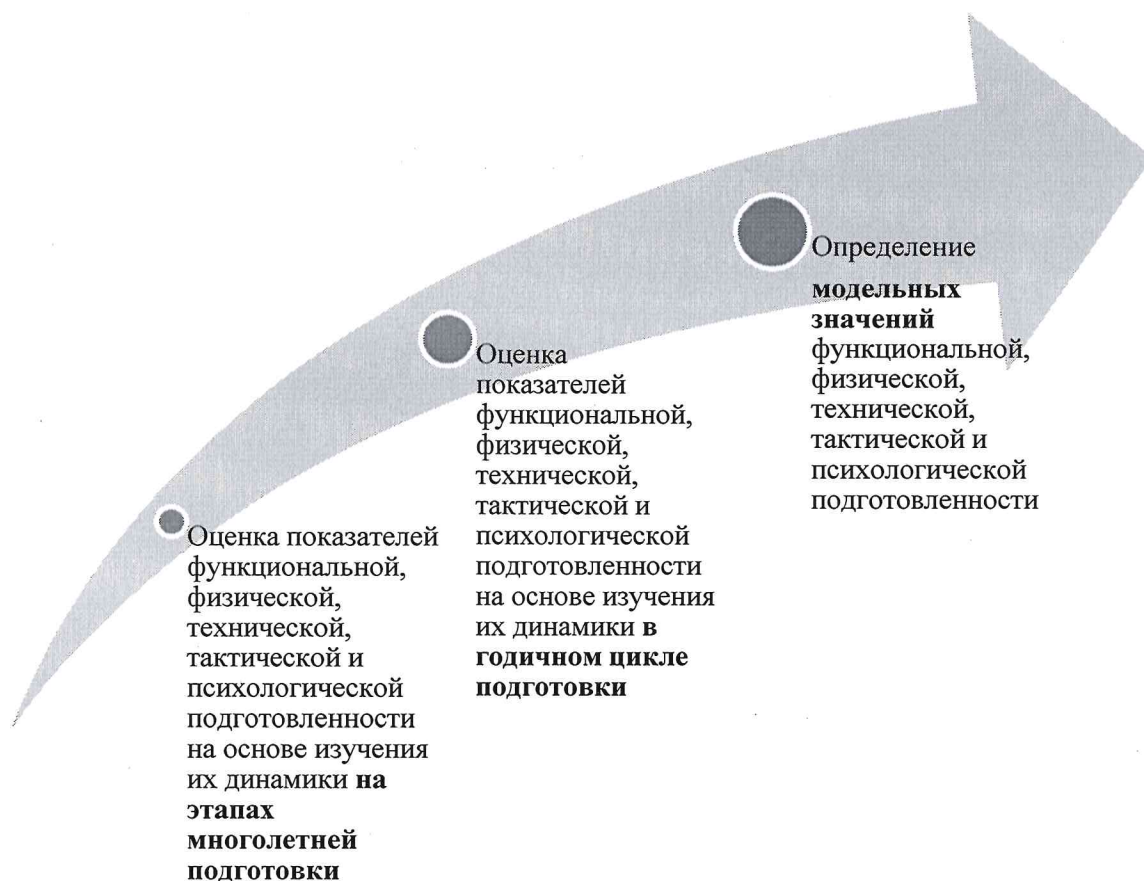 Оценка показателей
функциональной,
физической,
технической,
тактической и
психологической
подготовленности
на основе изучения
их динамики на
этапах
многолетней
подготовки
Оценка
показателей
функциональной,
физической,
технической,
тактической и
психологической
подготовленности
на основе изучения
их динамики в
годичном цикле
подготовки
Определение
модельных
значений
функциональной,
физической,
технической,
тактической и
психологической
подготовленности